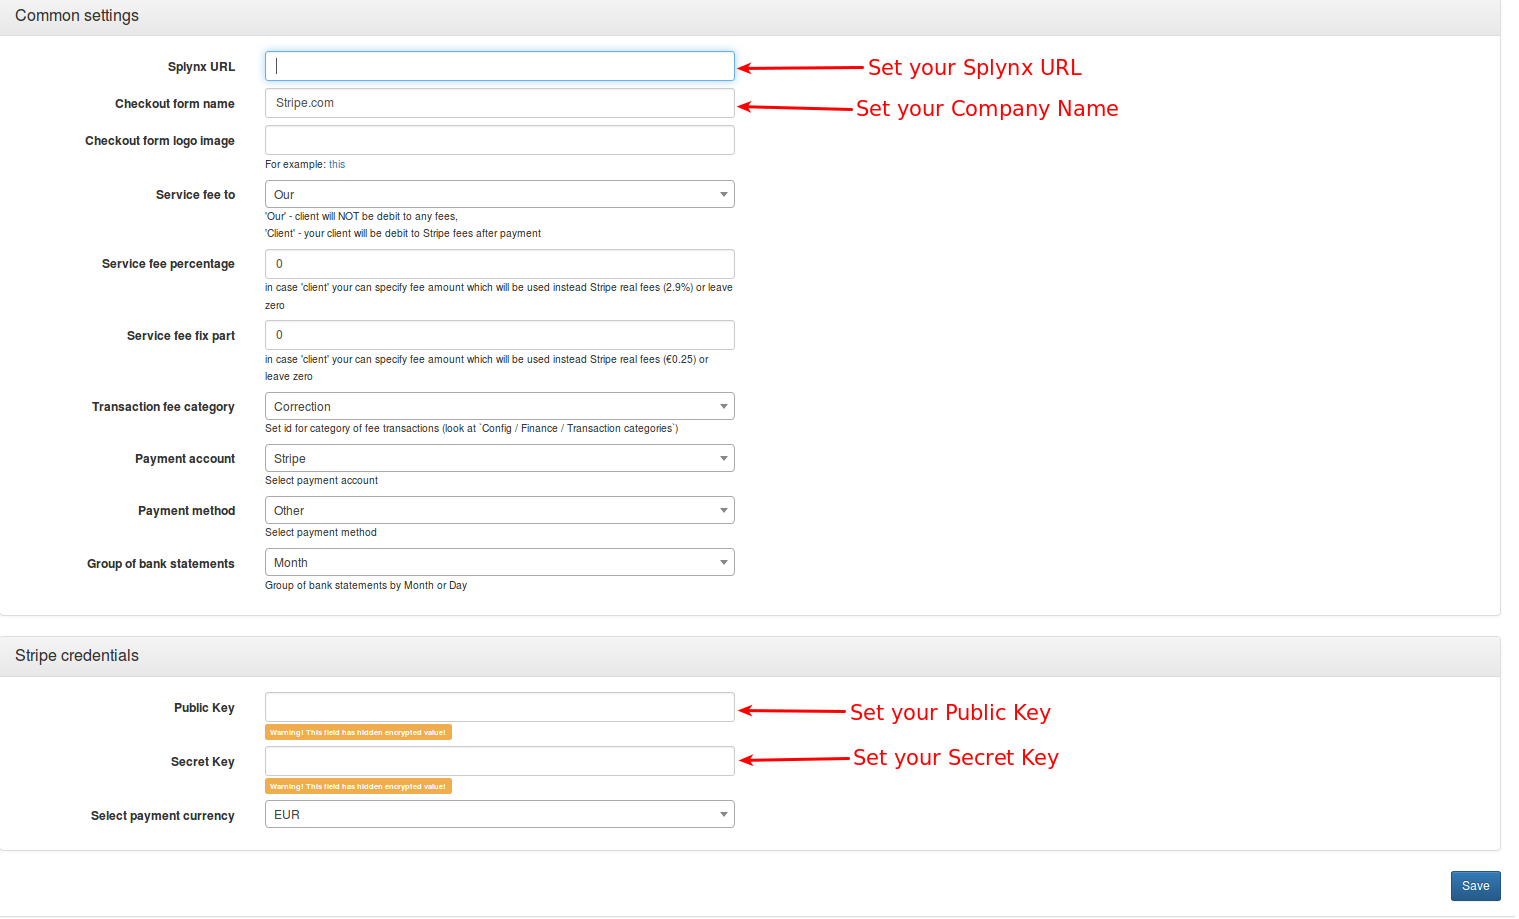 Common settings
Splynx URL
Set your Splynx URL
Checkout form name Stripe.com
Set your Company Name
Checkout form logo image
For example: this
Service fee to Our
'Our' - client will NOT be debit to any fees,
'Client' - your client will be debit to Stripe fees after payment
Service fee percentage 0
in case 'client' your can specify fee amount which will be used instead Stripe real fees (2.9%) or leave
zero
Service fee fix part 0
in case 'client' your can specify fee amount which will be used instead Stripe real fees (€0.25) or
leave zero
Transaction fee category Correction
Set id for category of fee transactions (look at `Config / Finance / Transaction categories`)
Payment account Stripe
Select payment account
Payment method Other
Select payment method
Group of bank statements Month
Group of bank statements by Month or Day
Stripe credentials
Public Key
Set your Public Key
Warning! This field has hidden encrypted value!
Secret Key
Set your Secret Key
Warning! This field has hidden encrypted value!
Select payment currency EUR
Save